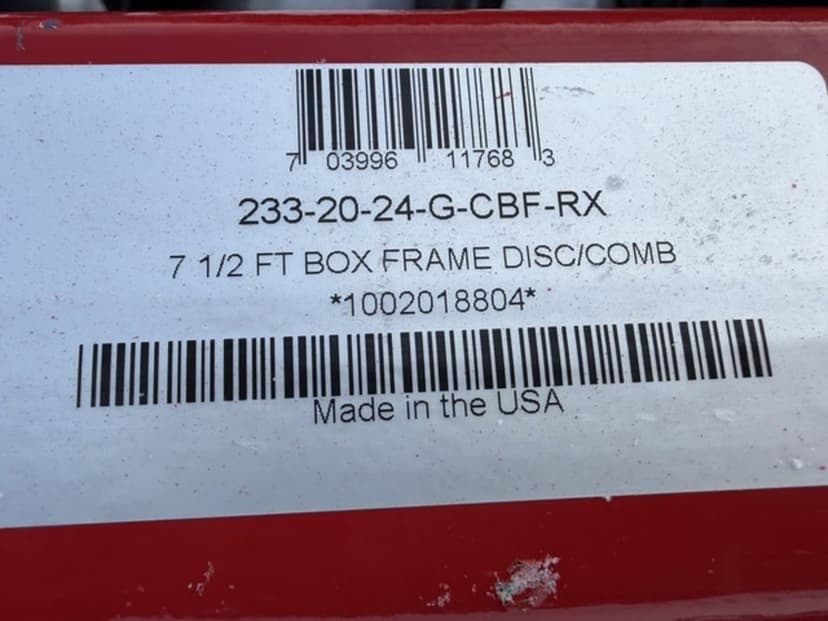 7 03996 11768 3
233-20-24-G-CBF-RX
7 1/2 FT BOX FRAME DISC/COMB
*1002018804*
Made in the USA